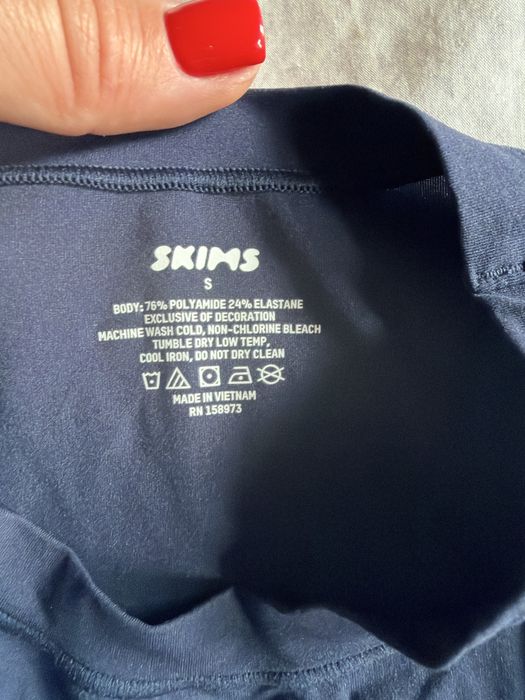 SKIMS
S
BODY: 76% POLYAMIDE 24% ELASTANE
EXCLUSIVE OF DECORATION
MACHINE WASH COLD, NON-CHLORINE BLEACH
TUMBLE DRY LOW TEMP,
COOL IRON, DO NOT DRY CLEAN
MADE IN VIETNAM
RN 158973